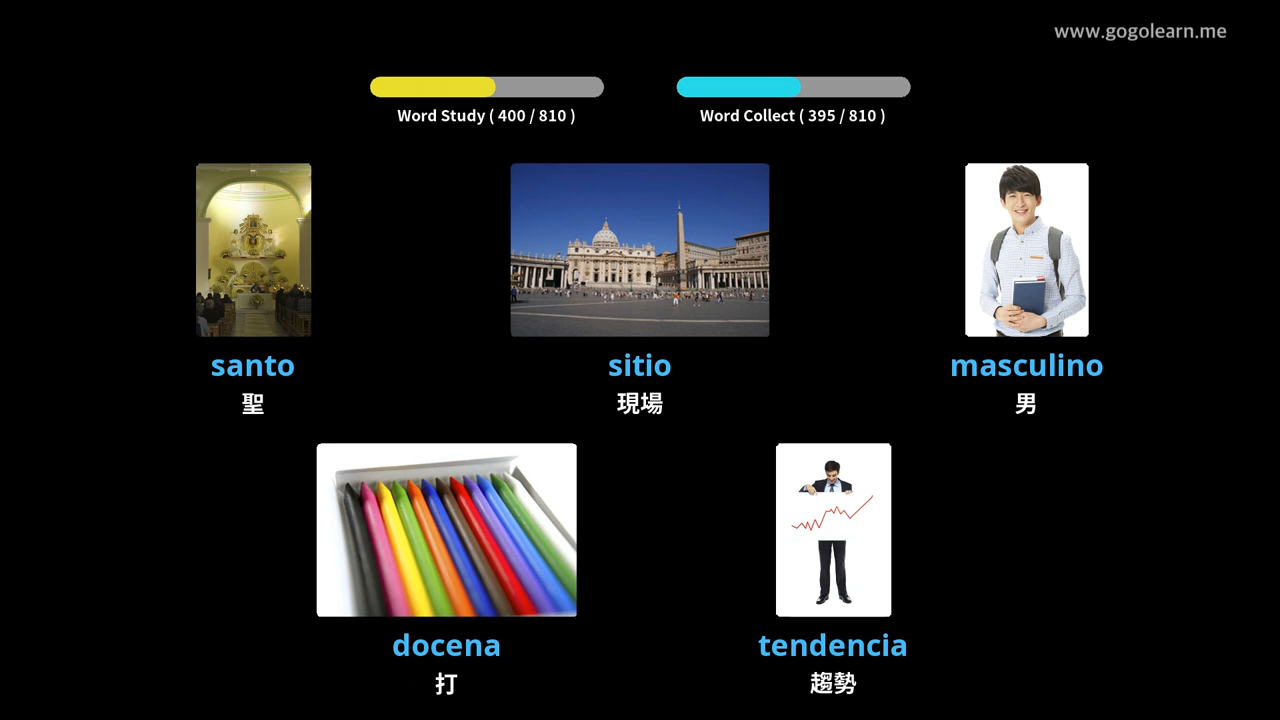 www.gogolearn.me
Word Study ( 400 / 810 )
Word Collect ( 395 / 810 )
santo
聖
sitio
現場
masculino
男
docena
打
tendencia
趨勢